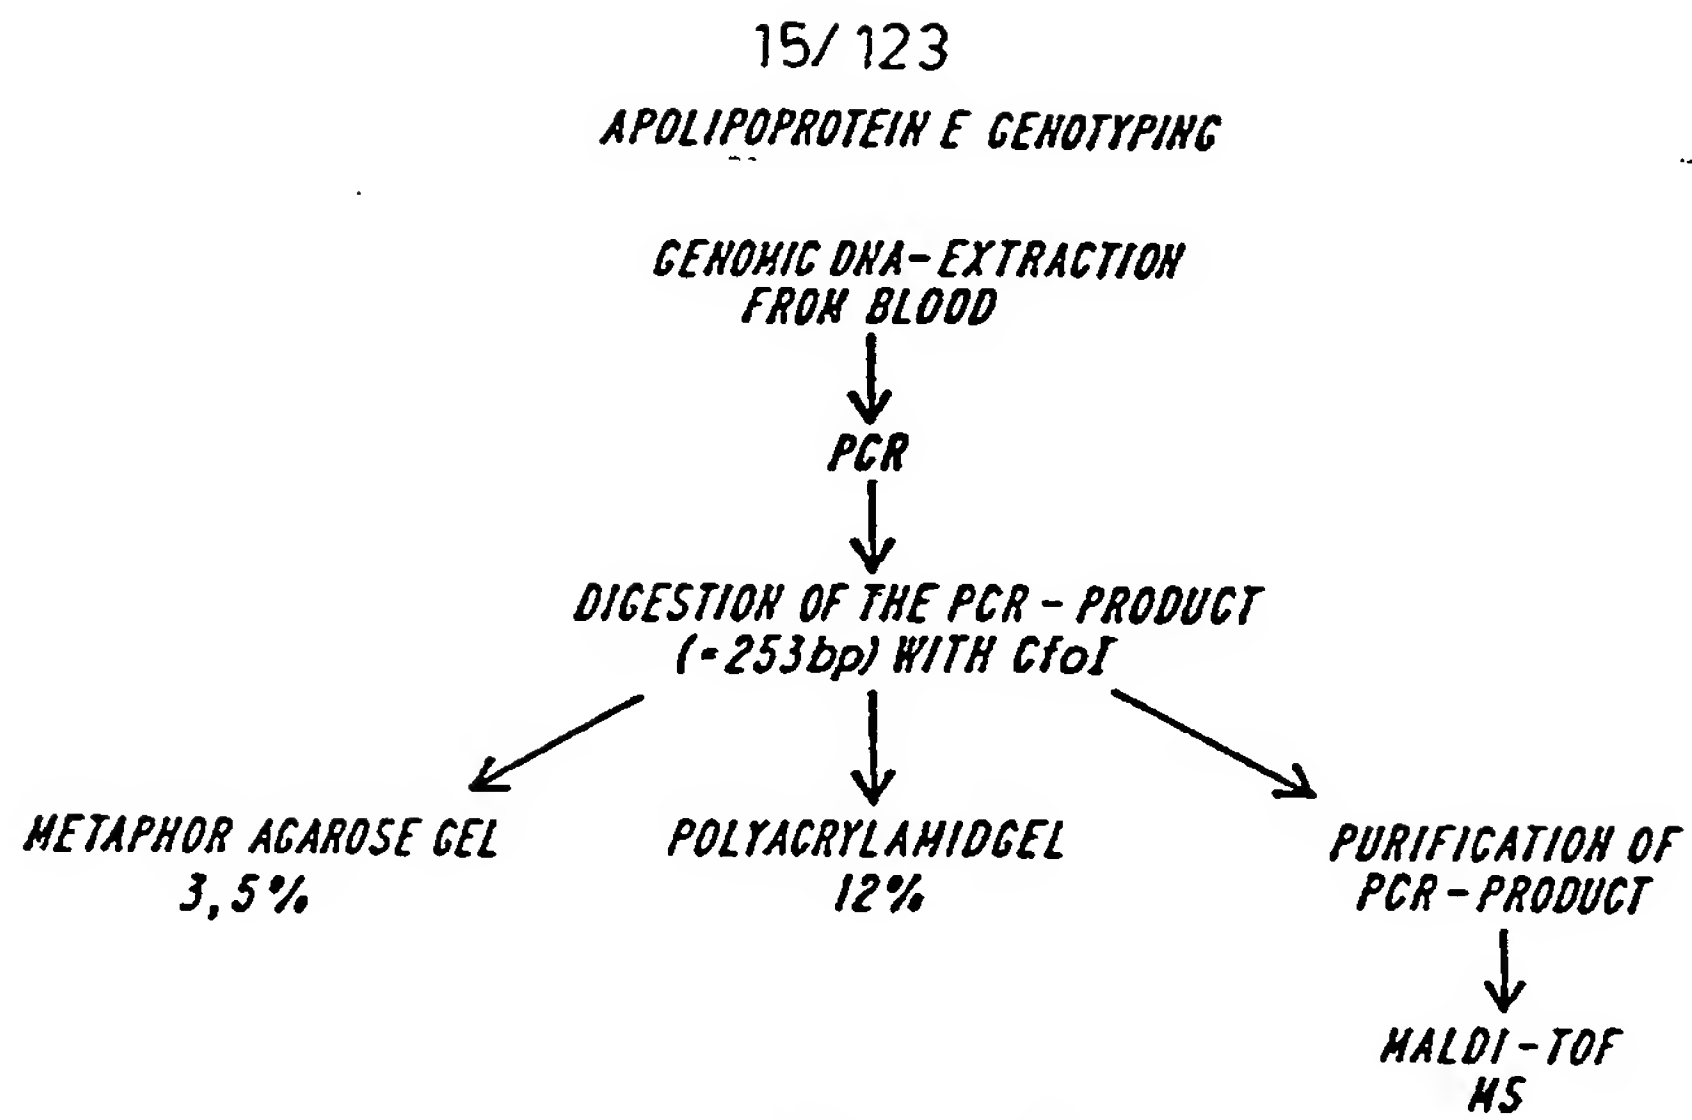 15/123
APOLIPOPROTEIN E GENOTYPING
GENOMIC DNA-EXTRACTION
FROM BLOOD
PCR
DIGESTION OF THE PCR-PRODUCT
(=253bp) WITH CfoI
METAPHOR AGAROSE GEL
3,5%
POLYACRYLAMIDGEL
12%
PURIFICATION OF
PCR-PRODUCT
MALDI-TOF
MS